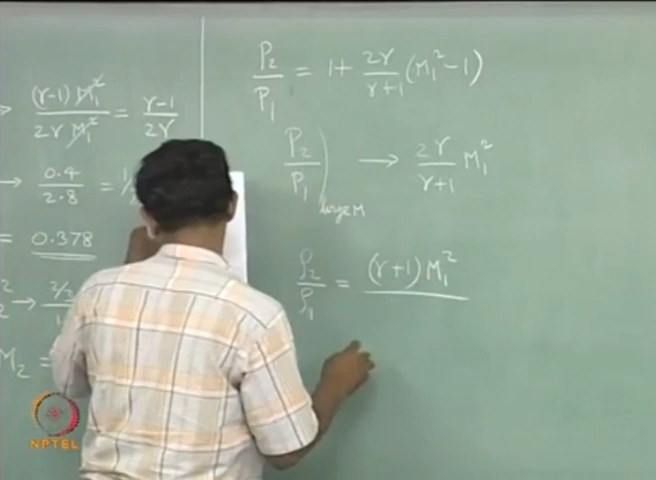 (γ-1) M₁² / 2γ M₁² = γ-1 / 2γ
→ 0.4 / 2.8 = 1/
= 0.378
M₂ =
P₂ / P₁ = 1 + 2γ / γ+1 (M₁² - 1)
P₂ / P₁ ) large M → 2γ / γ+1 M₁²
ρ₂ / ρ₁ = (γ+1) M₁²
NPTEL